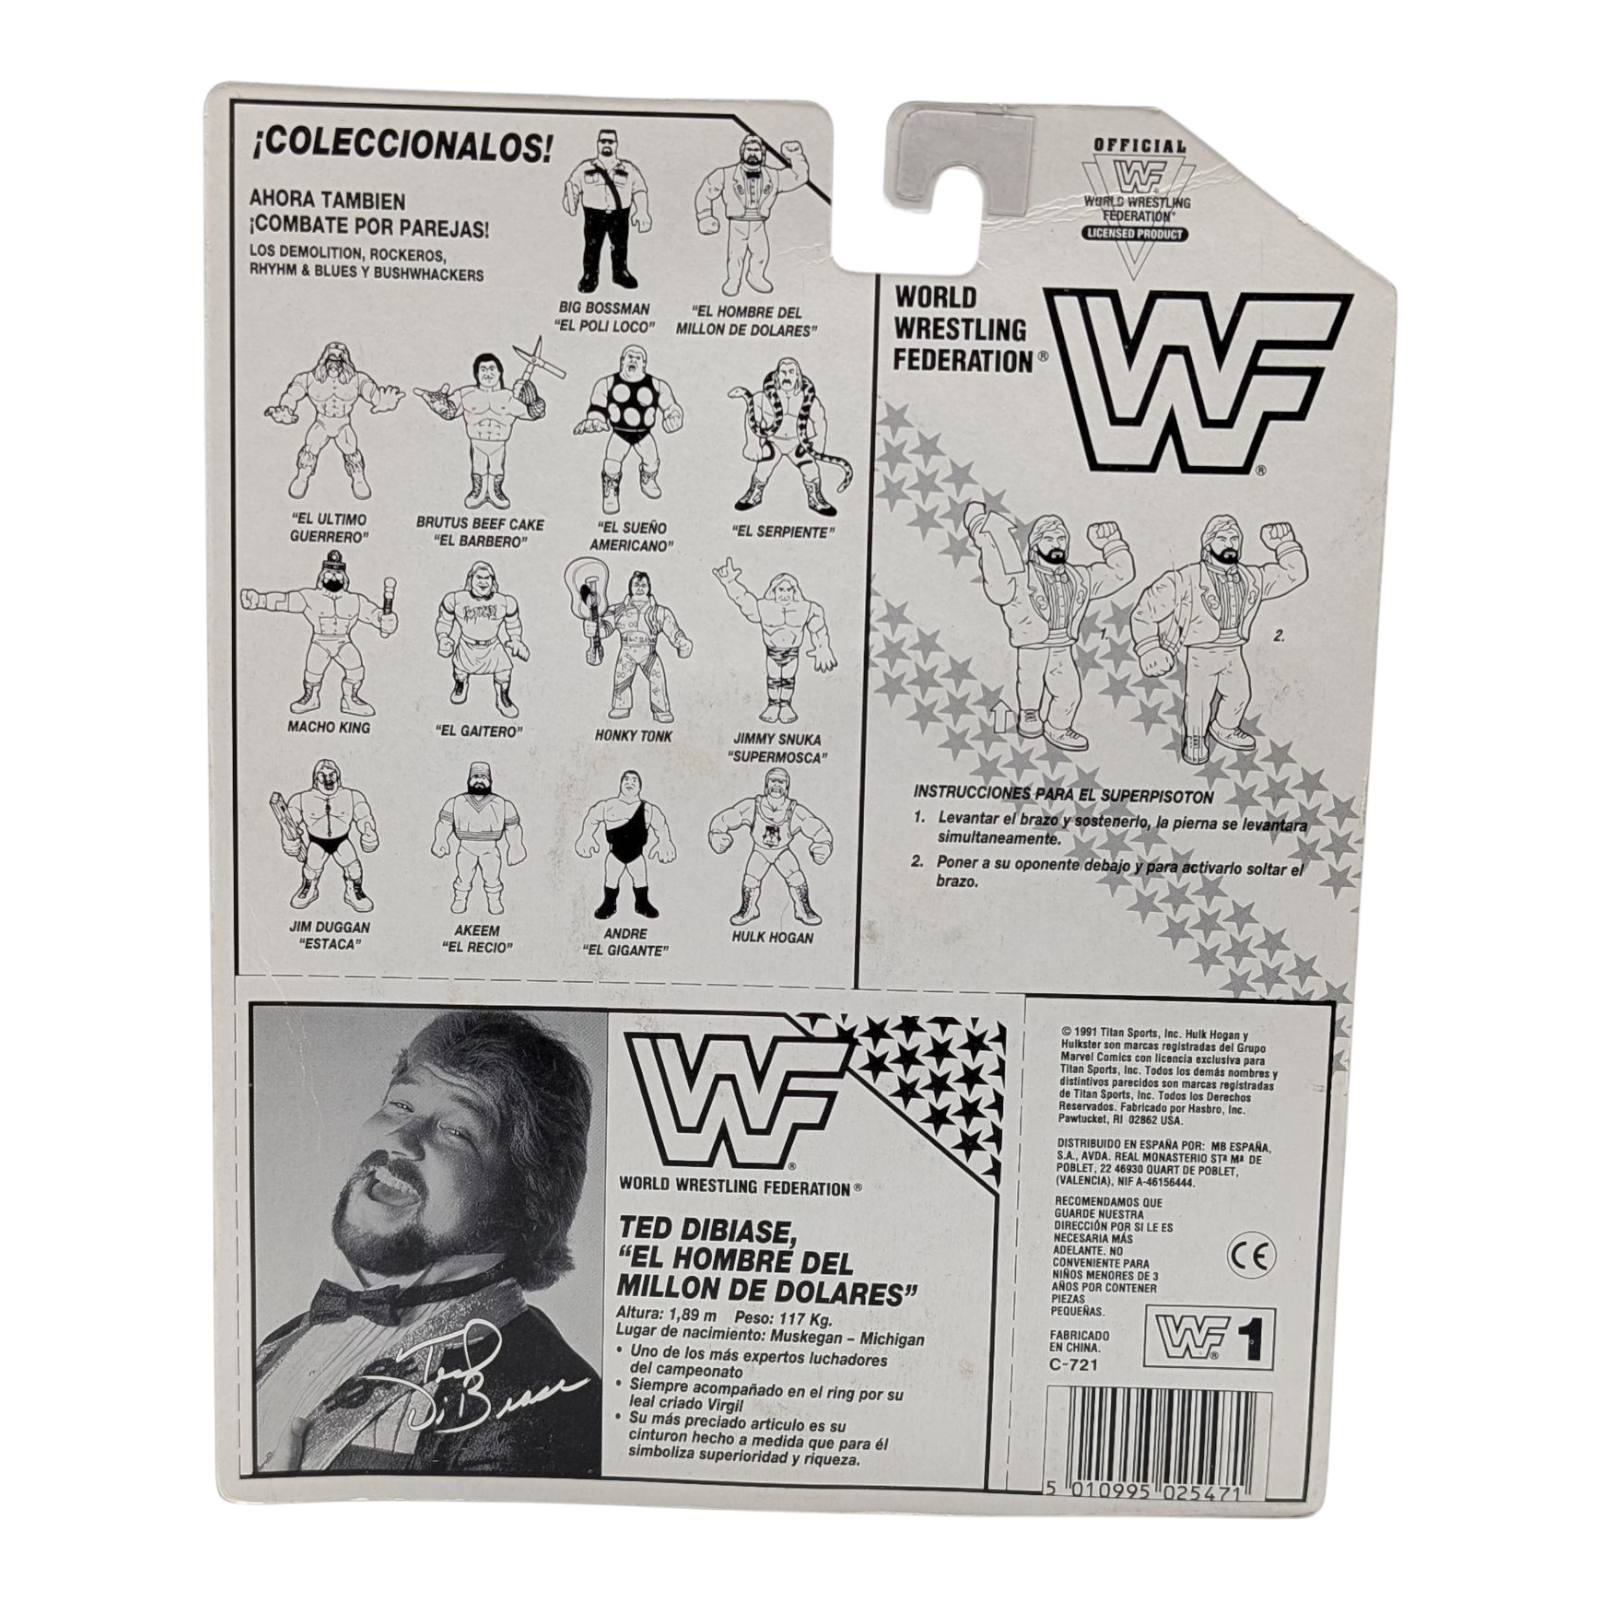 ¡COLECCIONALOS!
AHORA TAMBIEN
¡COMBATE POR PAREJAS!
LOS DEMOLITION, ROCKEROS,
RHYHM & BLUES Y BUSHWHACKERS
BIG BOSSMAN
"EL POLI LOCO"
"EL HOMBRE DEL
MILLON DE DOLARES"
"EL ULTIMO
GUERRERO"
BRUTUS BEEF CAKE
"EL BARBERO"
"EL SUEÑO
AMERICANO"
"EL SERPIENTE"
MACHO KING
"EL GAITERO"
HONKY TONK
JIMMY SNUKA
"SUPERMOSCA"
JIM DUGGAN
"ESTACA"
AKEEM
"EL RECIO"
ANDRE
"EL GIGANTE"
HULK HOGAN
OFFICIAL
WF
WORLD WRESTLING
FEDERATION®
LICENSED PRODUCT
WORLD
WRESTLING
FEDERATION®
WF®
1.
2.
INSTRUCCIONES PARA EL SUPERPISOTON
1. Levantar el brazo y sostenerlo, la pierna se levantara
simultaneamente.
2. Poner a su oponente debajo y para activarlo soltar el
brazo.
Ted
DiBiase
WF®
WORLD WRESTLING FEDERATION®
TED DIBIASE,
"EL HOMBRE DEL
MILLON DE DOLARES"
Altura: 1,89 m Peso: 117 Kg.
Lugar de nacimiento: Muskegan – Michigan
• Uno de los más expertos luchadores
del campeonato
• Siempre acompañado en el ring por su
leal criado Virgil
• Su más preciado articulo es su
cinturon hecho a medida que para él
simboliza superioridad y riqueza.
© 1991 Titan Sports, Inc. Hulk Hogan y
Hulkster son marcas registradas del Grupo
Marvel Comics con licencia exclusiva para
Titan Sports, Inc. Todos los demás nombres y
distintivos parecidos son marcas registradas
de Titan Sports, Inc. Todos los Derechos
Reservados. Fabricado por Hasbro, Inc.
Pawtucket, RI 02862 USA.
DISTRIBUIDO EN ESPAÑA POR: MB ESPAÑA,
S.A., AVDA. REAL MONASTERIO STª Mª DE
POBLET, 22 46930 QUART DE POBLET,
(VALENCIA), NIF A-46156444.
RECOMENDAMOS QUE
GUARDE NUESTRA
DIRECCIÓN POR SI LE ES
NECESARIA MÁS
ADELANTE. NO
CONVENIENTE PARA
NIÑOS MENORES DE 3
AÑOS POR CONTENER
PIEZAS
PEQUEÑAS.
CE
FABRICADO
EN CHINA.
C-721
WF® 1
5 010995 025471